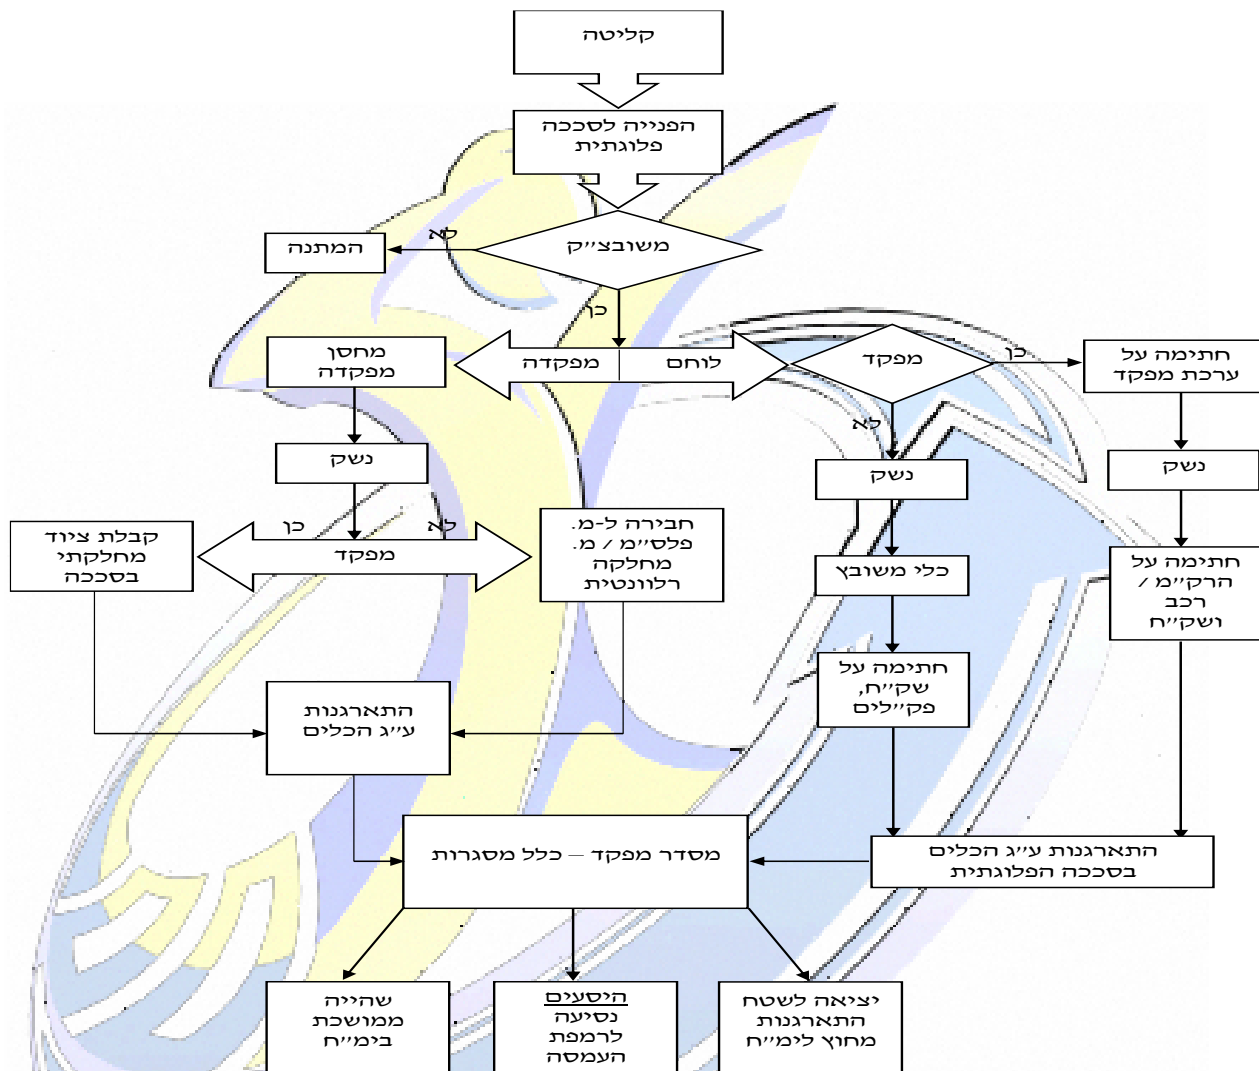 קליטה
הפנייה לסככה
פלוגתית
משובצ״ק
לא
המתנה
כן
לוחם
מפקדה
מפקד
כן
חתימה על
ערכת מפקד
מחסן
מפקדה
לא
נשק
נשק
נשק
כן
לא
מפקד
קבלת ציוד
מחלקתי
בסככה
חבירה ל-מ.
פלס״מ / מ.
מחלקה
רלוונטית
כלי משובץ
חתימה על
הרק״מ /
רכב
ושק״ח
חתימה על
שק״ח,
פק״לים
התארגנות
ע״ג הכלים
מסדר מפקד – כלל מסגרות
התארגנות ע״ג הכלים
בסככה הפלוגתית
יציאה לשטח
התארגנות
מחוץ לימ״ח
היסעים
נסיעה
לרמפת
העמסה
שהייה
ממושכת
בימ״ח